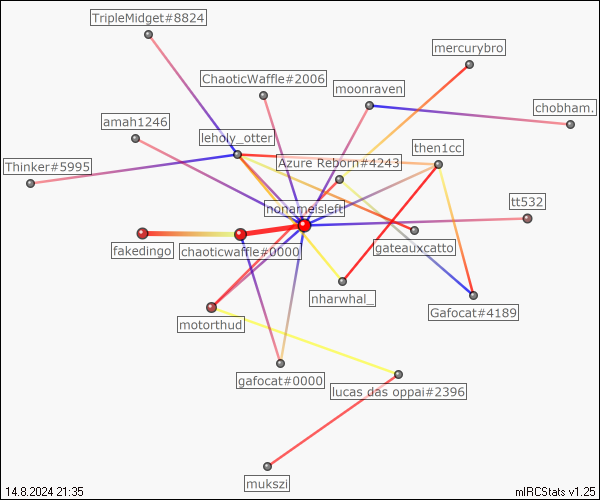 TripleMidget#8824
mercurybro
ChaoticWaffle#2006
moonraven
chobham.
amah1246
leholy_otter
then1cc
Azure Reborn#4243
Thinker#5995
tt532
nonameisleft
fakedingo
chaoticwaffle#0000
gateauxcatto
nharwhal_
Gafocat#4189
motorthud
gafocat#0000
lucas das oppai#2396
mukszi
14.8.2024 21:35
mIRCStats v1.25